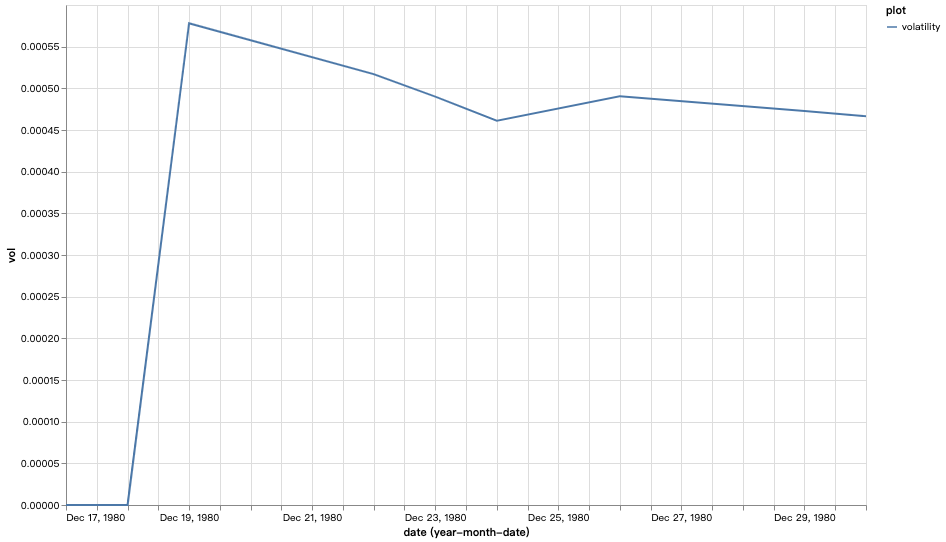 plot
volatility
0.00055
0.00050
0.00045
0.00040
0.00035
0.00030
0.00025
0.00020
0.00015
0.00010
0.00005
0.00000
vol
Dec 17, 1980 Dec 19, 1980 Dec 21, 1980 Dec 23, 1980 Dec 25, 1980 Dec 27, 1980 Dec 29, 1980
date (year–month–date)